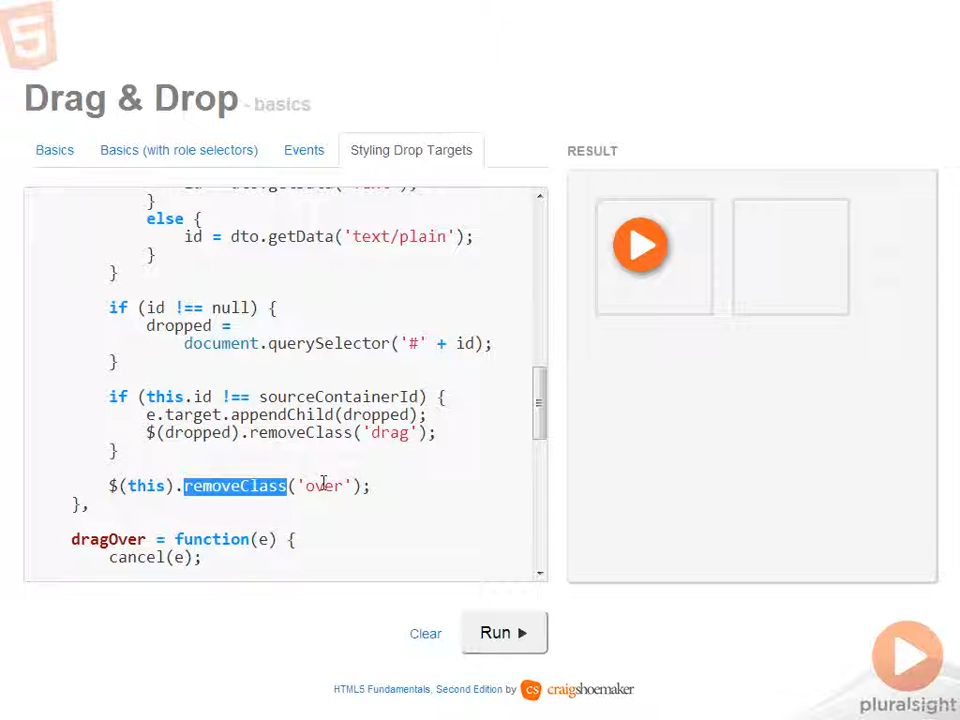 Drag & Drop - basics
Basics
Basics (with role selectors)
Events
Styling Drop Targets
RESULT
}
else {
id = dto.getData('text/plain');
}
}
if (id !== null) {
dropped =
document.querySelector('#' + id);
}
if (this.id !== sourceContainerId) {
e.target.appendChild(dropped);
$(dropped).removeClass('drag');
}
$(this).removeClass('over');
},
dragOver = function(e) {
cancel(e);
Clear
Run
HTML5 Fundamentals, Second Edition by cs craigshoemaker
pluralsight